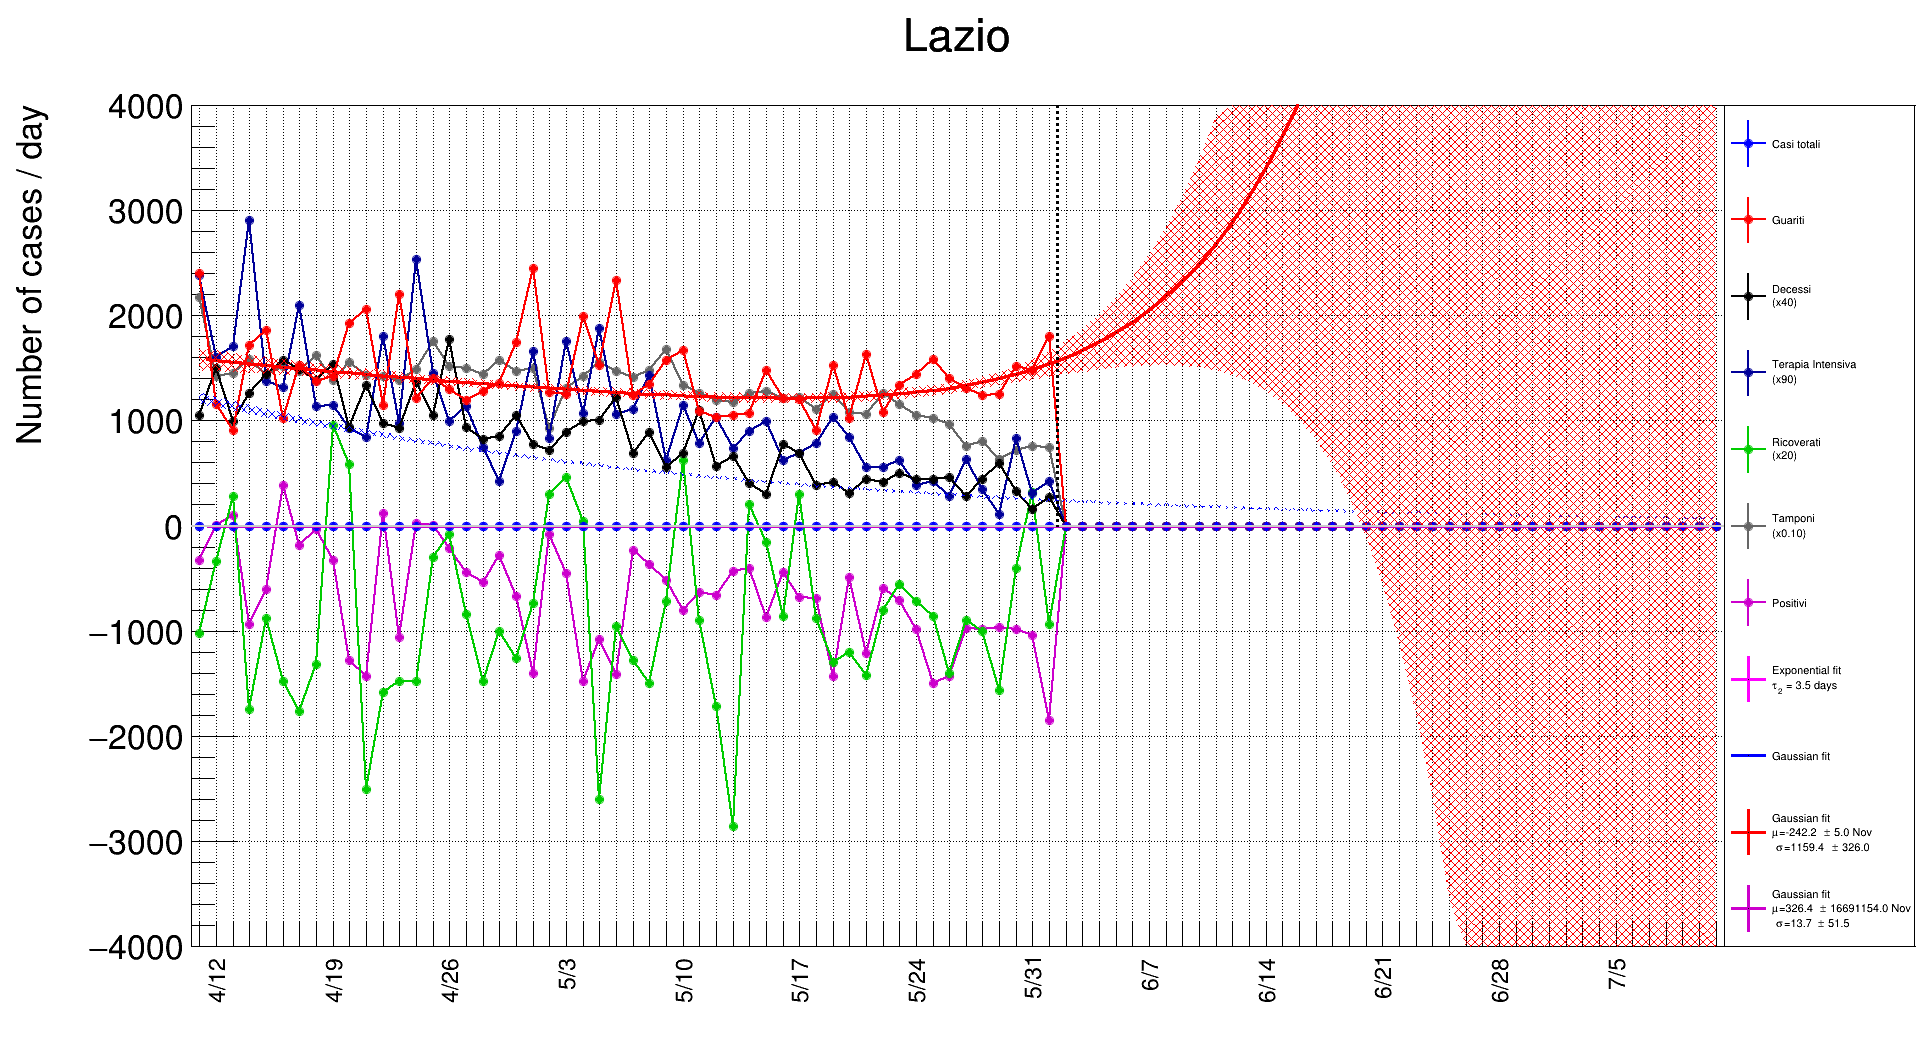 Lazio
Number of cases / day
4000
3000
2000
1000
0
−1000
−2000
−3000
−4000
4/12
4/19
4/26
5/3
5/10
5/17
5/24
5/31
6/7
6/14
6/21
6/28
7/5
Casi totali
Guariti
Decessi
(x40)
Terapia Intensiva
(x90)
Ricoverati
(x20)
Tamponi
(x0.10)
Positivi
Exponential fit
τ2 = 3.5 days
Gaussian fit
Gaussian fit
μ=-242.2 ± 5.0 Nov
σ=1159.4 ± 326.0
Gaussian fit
μ=326.4 ± 16691154.0 Nov
σ=13.7 ± 51.5